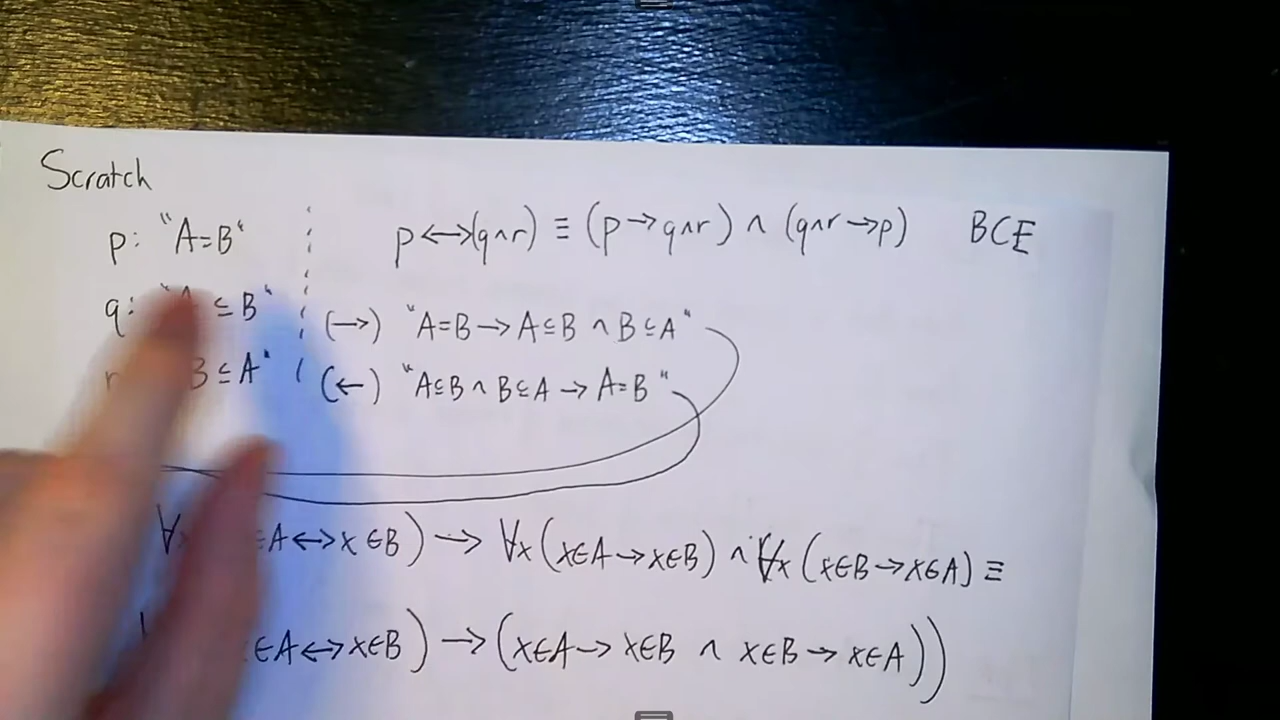 Scratch
p: "A=B" p↔(q∧r) ≡ (p→q∧r) ∧ (q∧r→p) BCE
q: ⊆B"
(→) "A=B→A⊆B ∧ B⊆A"
B⊆A"
(←) "A⊆B ∧ B⊆A → A=B"
∀x ∈A↔x∈B) → ∀x(x∈A→x∈B) ∧ ∀x(x∈B→x∈A) ≡
∈A↔x∈B) → (x∈A→x∈B ∧ x∈B→x∈A))